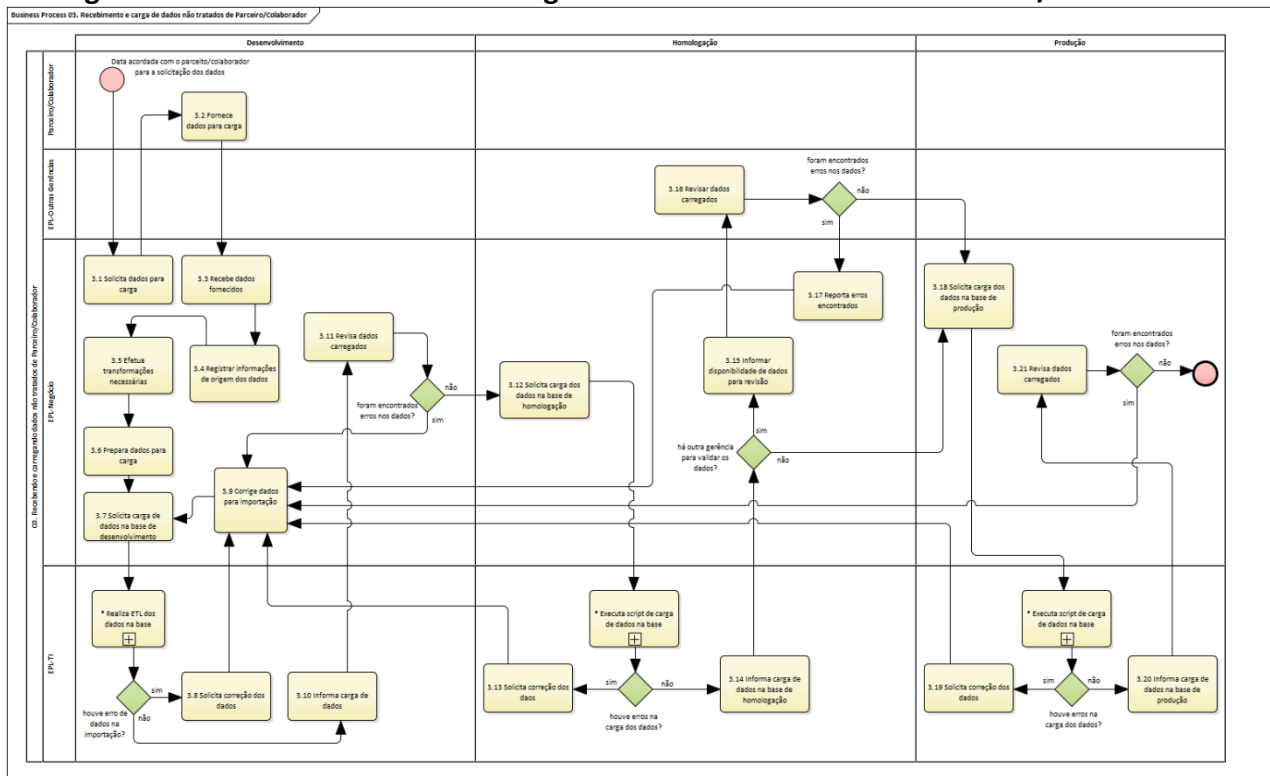 Business Process 03. Recebimento e carga de dados não tratados de Parceiro/Colaborador
Desenvolvimento
Homologação
Produção
03. Recebendo e carregando dados não tratados de Parceiro/Colaborador
Parceiro/Colaborador
Data acordada com o parceito/colaborador
para a solicitação dos dados
3.2 Fornece
dados para carga
EPL-Outras Gerências
3.16 Revisar dados
carregados
foram encontrados
erros nos dados?
não
sim
EPL-Negócio
3.1 Solicita dados para
carga
3.3 Recebe dados
fornecidos
3.5 Efetua
transformações
necessárias
3.4 Registrar informações
de origem dos dados
3.11 Revisa dados
carregados
foram encontrados
erros nos dados?
não
sim
3.6 Prepara dados para
carga
3.7 Solicita carga de
dados na base de
desenvolvimento
3.9 Corrige dados
para importação
3.12 Solicita carga dos
dados na base de
homologação
3.17 Reporta erros
encontrados
3.15 Informar
disponibilidade de dados
para revisão
sim
há outra gerência
para validar os
dados?
não
3.18 Solicita carga dos
dados na base de
produção
3.21 Revisa dados
carregados
foram encontrados
erros nos dados?
não
sim
EPL-TI
* Realiza ETL dos
dados na base
sim
não
houve erro de
dados na
importação?
3.8 Solicita correção dos
dados
3.10 Informa carga de
dados
* Executa script de carga
de dados na base
3.13 Solicita correção dos
daos
sim
não
houve erros na
carga dos dados?
3.14 Informa carga de
dados na base de
homologação
* Executa script de carga
de dados na base
3.19 Solicita correção dos
dados
sim
não
houve erros na
carga dos dados?
3.20 Informa carga de
dados na base de
produção